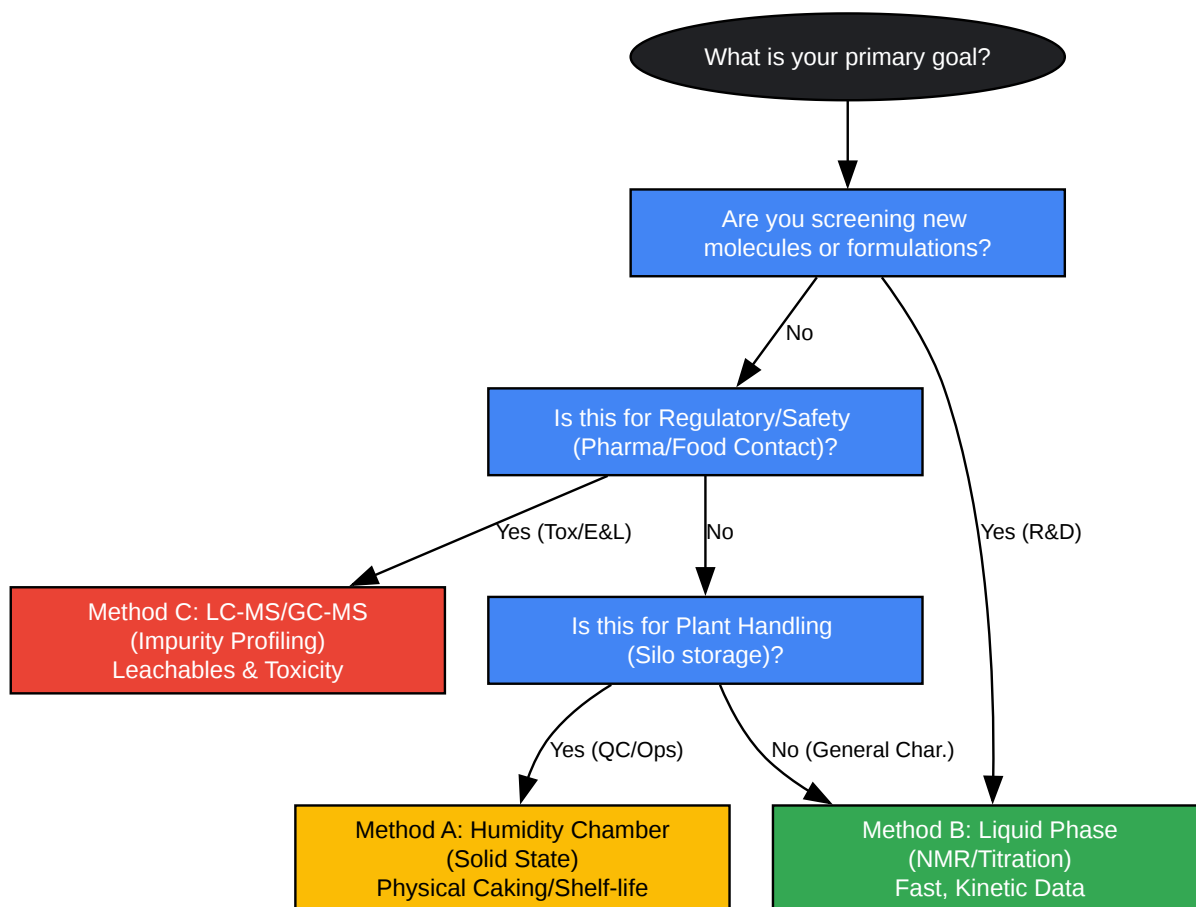 What is your primary goal?
Are you screening new
molecules or formulations?
No
Is this for Regulatory/Safety
(Pharma/Food Contact)?
Yes (Tox/E&L)
No
Yes (R&D)
Method C: LC-MS/GC-MS
(Impurity Profiling)
Leachables & Toxicity
Is this for Plant Handling
(Silo storage)?
Yes (QC/Ops)
No (General Char.)
Method A: Humidity Chamber
(Solid State)
Physical Caking/Shelf-life
Method B: Liquid Phase
(NMR/Titration)
Fast, Kinetic Data